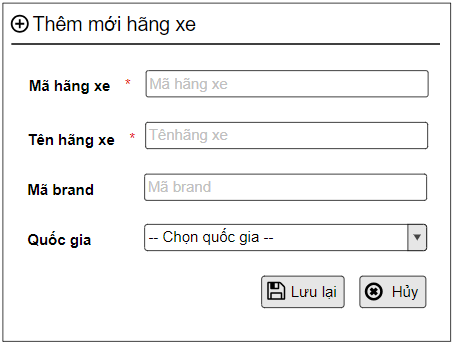 Thêm mới hãng xe
Mã hãng xe * Mã hãng xe
Tên hãng xe * Tênhãng xe
Mã brand Mã brand
Quốc gia -- Chọn quốc gia --
Lưu lại Hủy